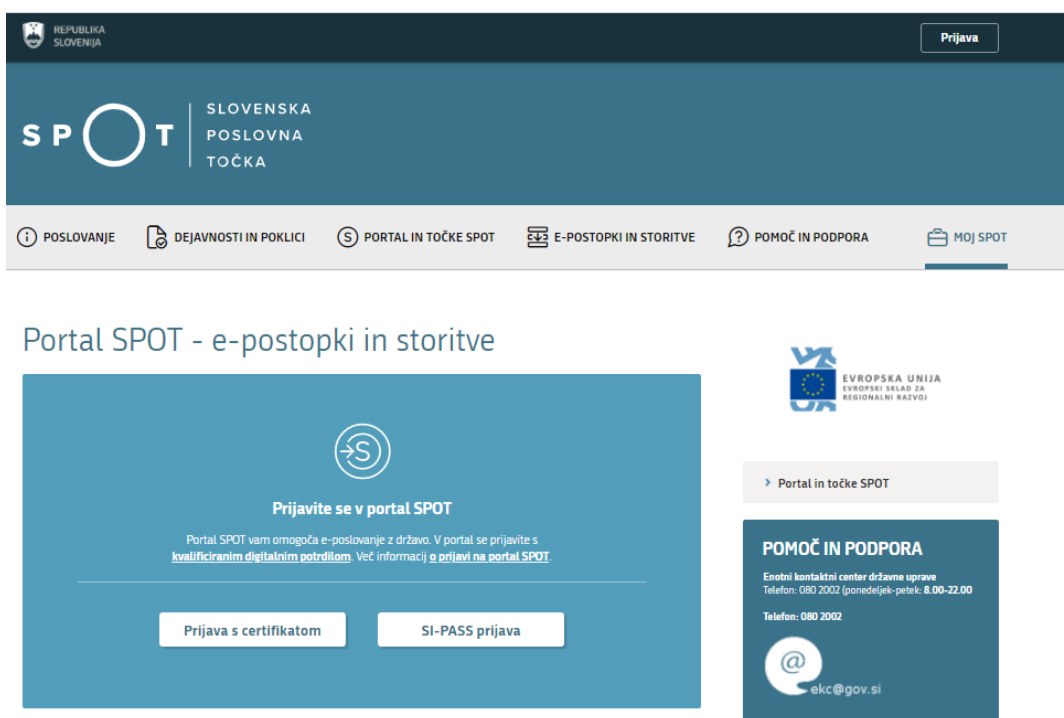 REPUBLIKA
SLOVENIJA
Prijava
SPOT
SLOVENSKA
POSLOVNA
TOČKA
POSLOVANJE
DEJAVNOSTI IN POKLICI
PORTAL IN TOČKE SPOT
E-POSTOPKI IN STORITVE
POMOČ IN PODPORA
MOJ SPOT
Portal SPOT - e-postopki in storitve
S
Prijavite se v portal SPOT
Portal SPOT vam omogoča e-poslovanje z državo. V portal se prijavite s
kvalificiranim digitalnim potrdilom. Več informacij o prijavi na portal SPOT.
Prijava s certifikatom
SI-PASS prijava
EVROPSKA UNIJA
EVROPSKI SKLAD ZA
REGIONALNI RAZVOJ
Portal in točke SPOT
POMOČ IN PODPORA
Enotni kontaktni center državne uprave
Telefon: 080 2002 (ponedeljek-petek: 8.00-22.00
Telefon: 080 2002
@
ekc@gov.si